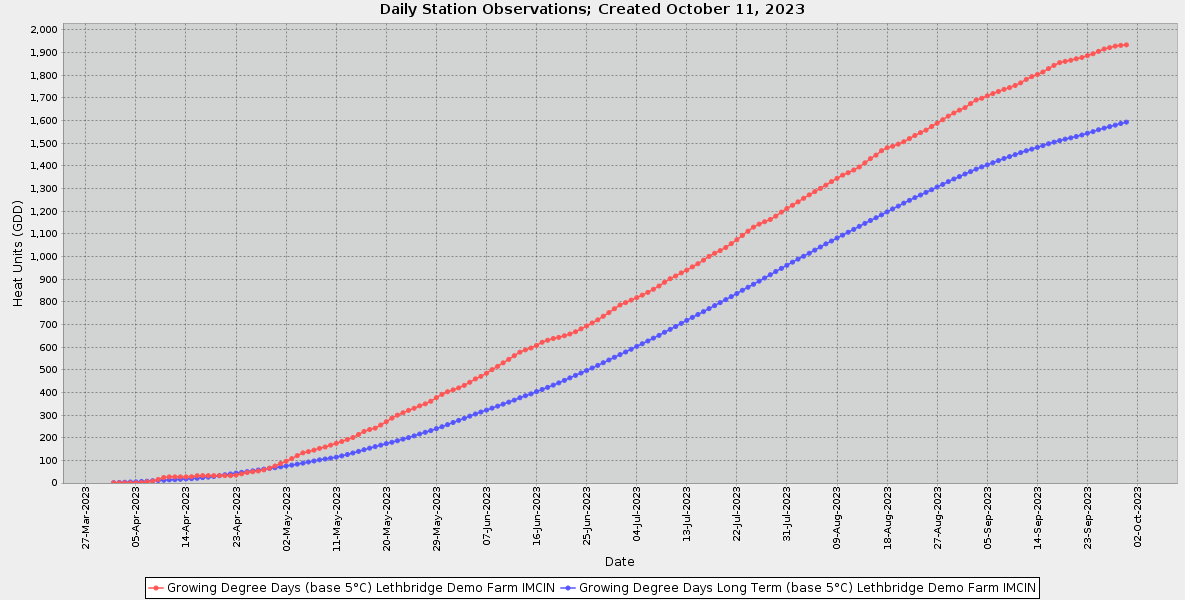 Daily Station Observations; Created October 11, 2023
2,000
1,900
1,800
1,700
1,600
1,500
1,400
1,300
1,200
1,100
1,000
900
800
700
600
500
400
300
200
100
0
Heat Units (GDD)
27-Mar-2023
05-Apr-2023
14-Apr-2023
23-Apr-2023
02-May-2023
11-May-2023
20-May-2023
29-May-2023
07-Jun-2023
16-Jun-2023
25-Jun-2023
04-Jul-2023
13-Jul-2023
22-Jul-2023
31-Jul-2023
09-Aug-2023
18-Aug-2023
27-Aug-2023
05-Sep-2023
14-Sep-2023
23-Sep-2023
02-Oct-2023
Date
Growing Degree Days (base 5°C) Lethbridge Demo Farm IMCIN
Growing Degree Days Long Term (base 5°C) Lethbridge Demo Farm IMCIN